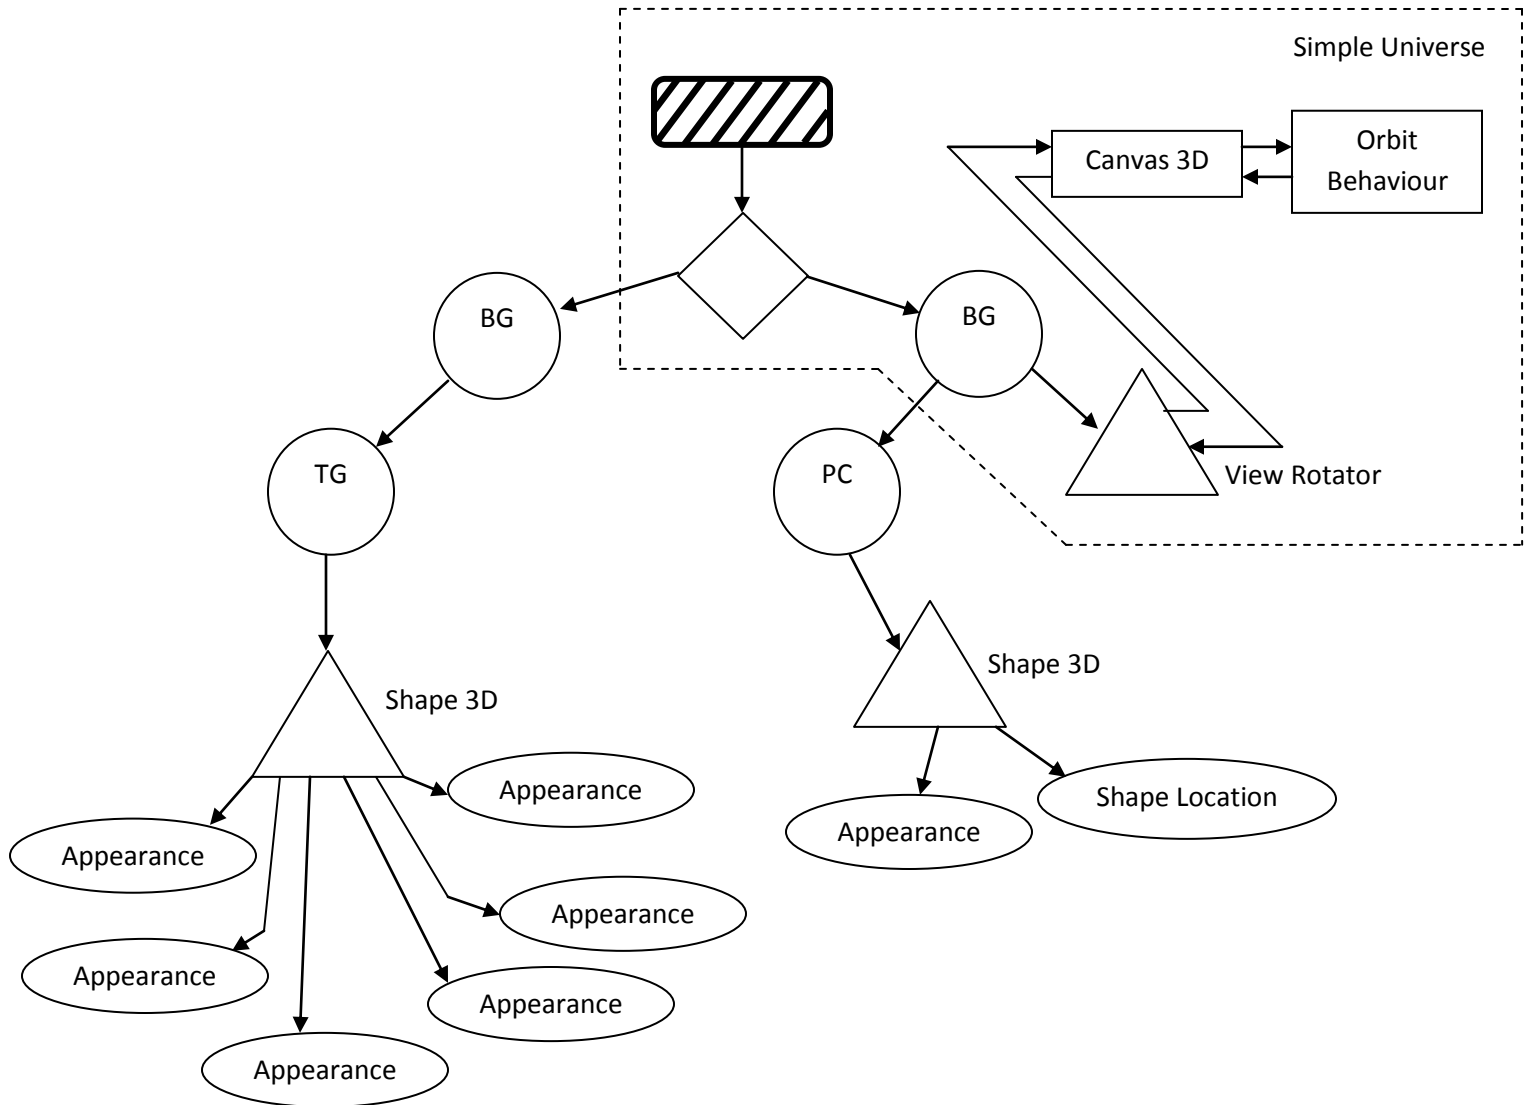 Simple Universe
Canvas 3D
Orbit
Behaviour
BG
BG
TG
PC
View Rotator
Shape 3D
Shape 3D
Appearance
Shape Location
Appearance
Appearance
Appearance
Appearance
Appearance
Appearance